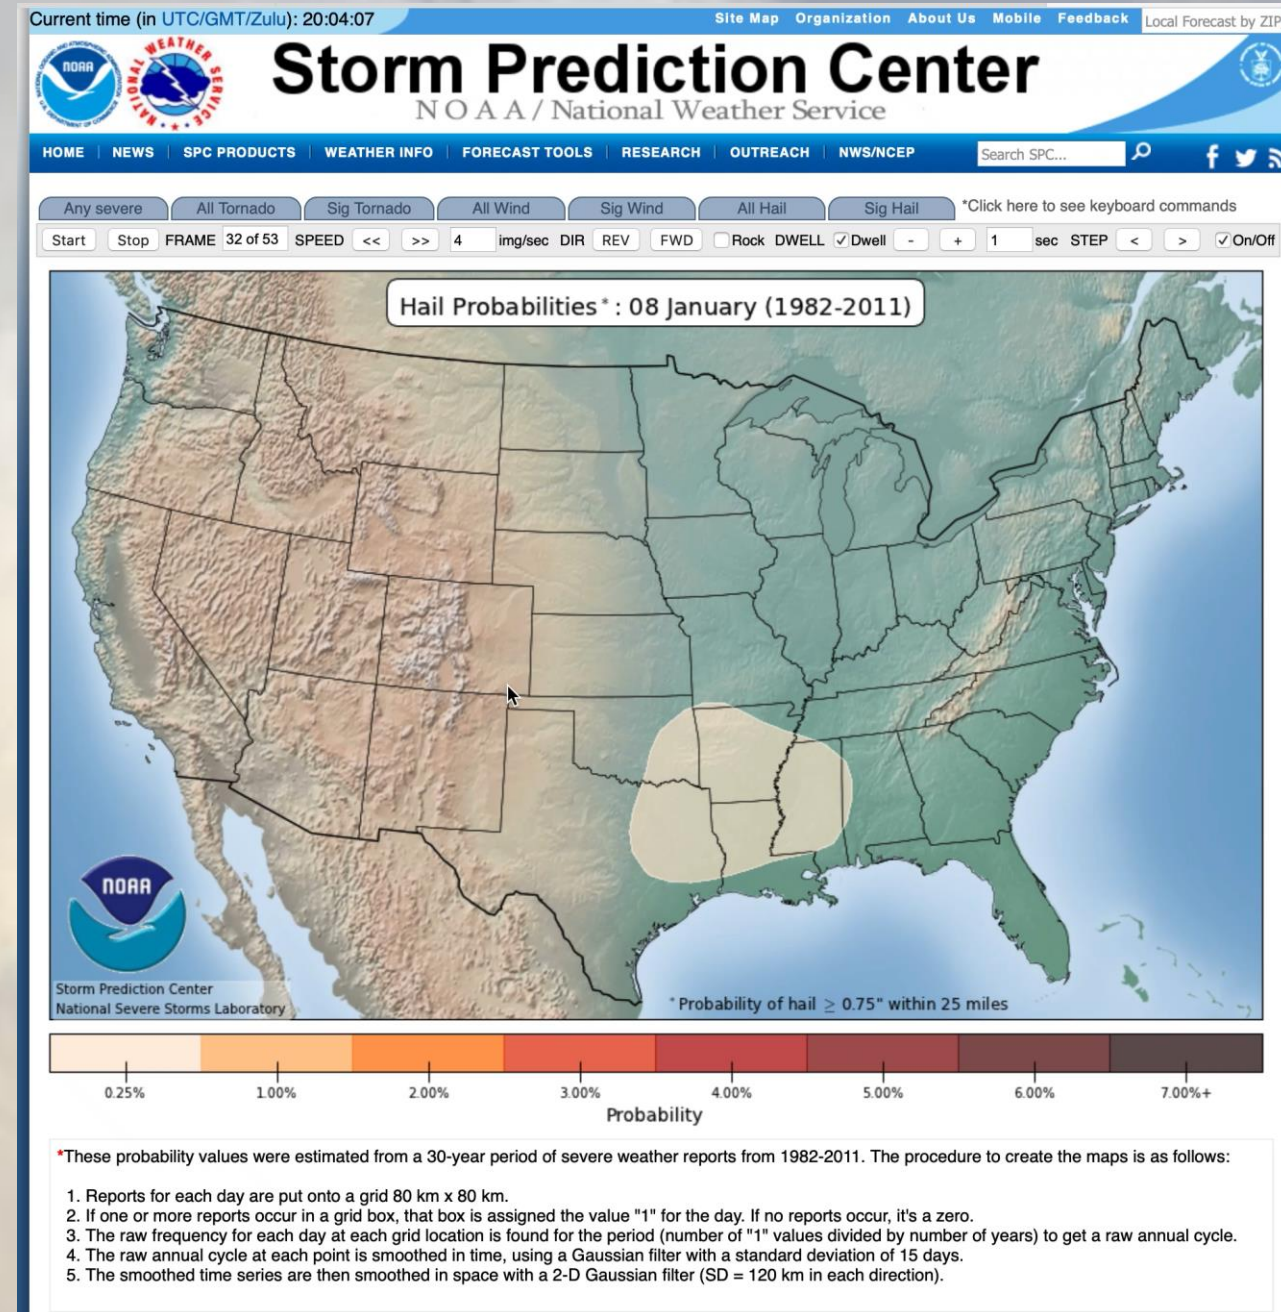 Current time (in UTC/GMT/Zulu): 20:04:07
Site Map Organization About Us Mobile Feedback Local Forecast by ZIP
NOAA
NATIONAL WEATHER SERVICE
Storm Prediction Center
NOAA/National Weather Service
HOME NEWS SPC PRODUCTS WEATHER INFO FORECAST TOOLS RESEARCH OUTREACH NWS/NCEP Search SPC...
Any severe All Tornado Sig Tornado All Wind Sig Wind All Hail Sig Hail *Click here to see keyboard commands
Start Stop FRAME 32 of 53 SPEED << >> 4 img/sec DIR REV FWD Rock DWELL Dwell - + 1 sec STEP < > On/Off
Hail Probabilities*: 08 January (1982-2011)
NOAA
Storm Prediction Center
National Severe Storms Laboratory
*Probability of hail ≥ 0.75" within 25 miles
0.25% 1.00% 2.00% 3.00% 4.00% 5.00% 6.00% 7.00%+
Probability
*These probability values were estimated from a 30-year period of severe weather reports from 1982-2011. The procedure to create the maps is as follows:
1. Reports for each day are put onto a grid 80 km x 80 km.
2. If one or more reports occur in a grid box, that box is assigned the value "1" for the day. If no reports occur, it's a zero.
3. The raw frequency for each day at each grid location is found for the period (number of "1" values divided by number of years) to get a raw annual cycle.
4. The raw annual cycle at each point is smoothed in time, using a Gaussian filter with a standard deviation of 15 days.
5. The smoothed time series are then smoothed in space with a 2-D Gaussian filter (SD = 120 km in each direction).